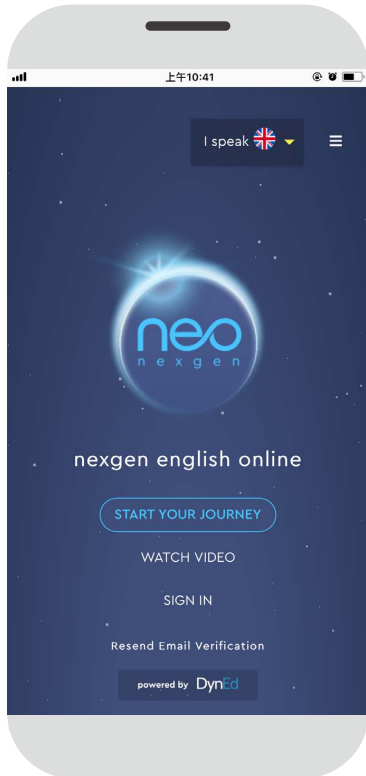 上午10:41
I speak
neo
nexgen
nexgen english online
START YOUR JOURNEY
WATCH VIDEO
SIGN IN
Resend Email Verification
powered by DynEd